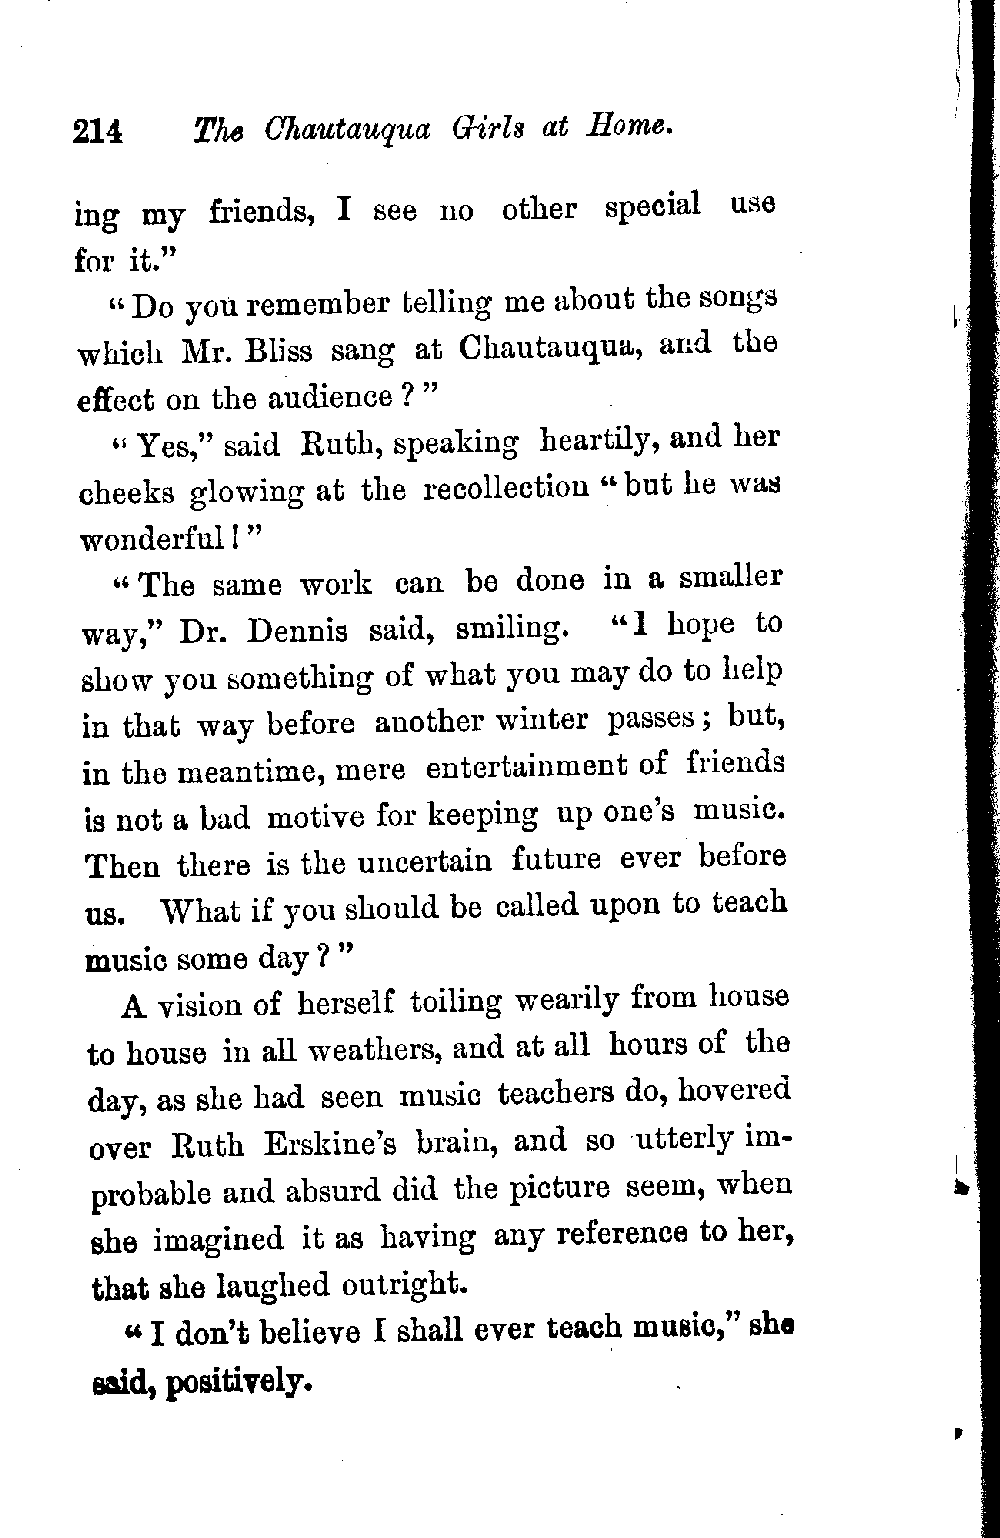 214 The Chautauqua Girls at Home.
ing my friends, I see no other special use
for it."
"Do you remember telling me about the songs
which Mr. Bliss sang at Chautauqua, and the
effect on the audience?"
"Yes," said Ruth, speaking heartily, and her
cheeks glowing at the recollection "but he was
wonderful!"
"The same work can be done in a smaller
way," Dr. Dennis said, smiling. "I hope to
show you something of what you may do to help
in that way before another winter passes; but,
in the meantime, mere entertainment of friends
is not a bad motive for keeping up one's music.
Then there is the uncertain future ever before
us. What if you should be called upon to teach
music some day?"
A vision of herself toiling wearily from house
to house in all weathers, and at all hours of the
day, as she had seen music teachers do, hovered
over Ruth Erskine's brain, and so utterly im-
probable and absurd did the picture seem, when
she imagined it as having any reference to her,
that she laughed outright.
"I don't believe I shall ever teach music," she
said, positively.